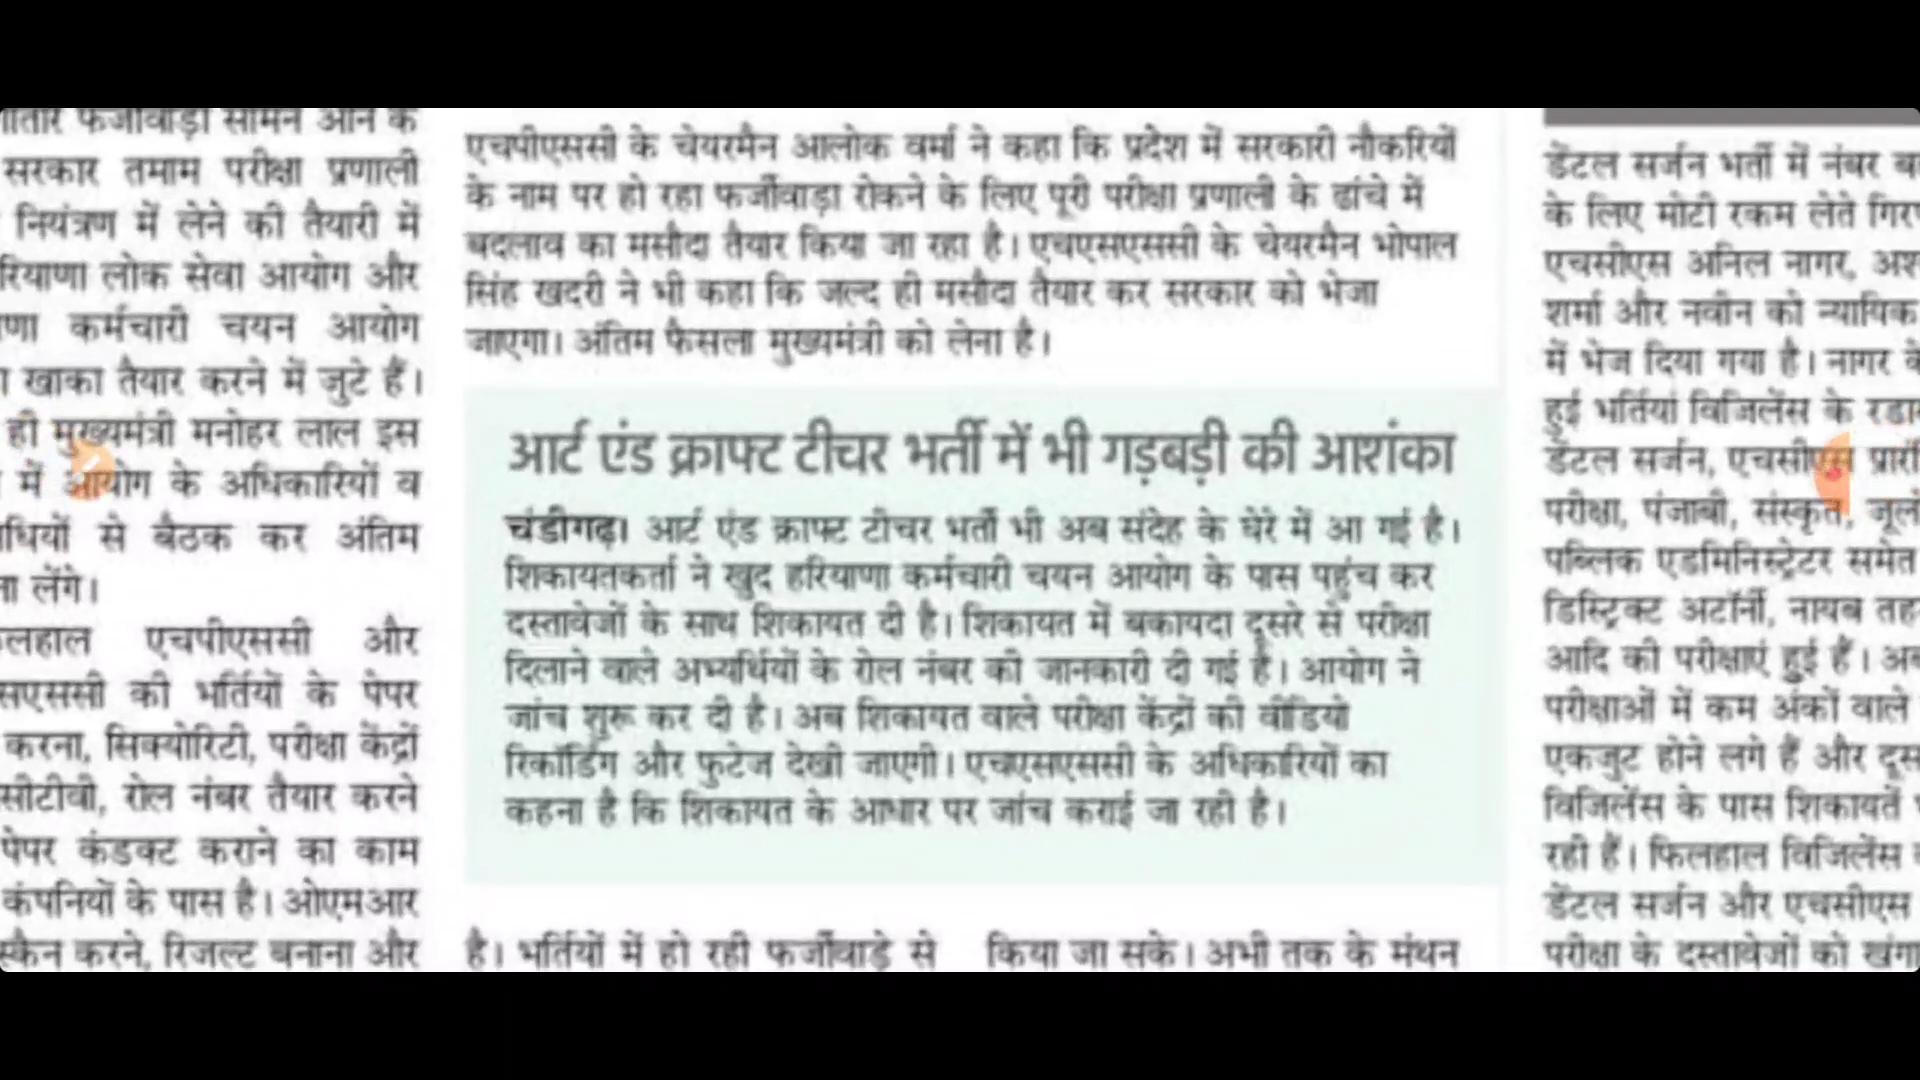 सरकार तमाम परीक्षा प्रणाली
नियंत्रण में लेने की तैयारी में
लोक सेवा आयोग और
कर्मचारी चयन आयोग
खाका तैयार करने में जुटे हैं।
ही मुख्यमंत्री मनोहर लाल इस
में आयोग के अधिकारियों व
से बैठक कर अंतिम
लेंगे।
एचपीएससी और
की भर्तियों के पेपर
करना, सिक्योरिटी, परीक्षा केंद्रों
रोल नंबर तैयार करने
पेपर कंडक्ट कराने का काम
कंपनियों के पास है। ओएमआर
स्कैन करने, रिजल्ट बनाना और
एचपीएससी के चेयरमैन आलोक वर्मा ने कहा कि प्रदेश में सरकारी नौकरियों
के नाम पर हो रहा फर्जीवाड़ा रोकने के लिए पूरी परीक्षा प्रणाली के ढांचे में
बदलाव का मसौदा तैयार किया जा रहा है। एचएसएससी के चेयरमैन भोपाल
सिंह खदरी ने भी कहा कि जल्द ही मसौदा तैयार कर सरकार को भेजा
जाएगा। अंतिम फैसला मुख्यमंत्री को लेना है।
आर्ट एंड क्राफ्ट टीचर भर्ती में भी गड़बड़ी की आशंका
चंडीगढ़। आर्ट एंड क्राफ्ट टीचर भर्ती भी अब संदेह के घेरे में आ गई है।
शिकायतकर्ता ने खुद हरियाणा कर्मचारी चयन आयोग के पास पहुंच कर
दस्तावेजों के साथ शिकायत दी है। शिकायत में बकायदा दूसरे से परीक्षा
दिलाने वाले अभ्यर्थियों के रोल नंबर की जानकारी दी गई है। आयोग ने
जांच शुरू कर दी है। अब शिकायत वाले परीक्षा केंद्रों की वीडियो
रिकॉर्डिंग और फुटेज देखी जाएगी। एचएसएससी के अधिकारियों का
कहना है कि शिकायत के आधार पर जांच कराई जा रही है।
है। भर्तियों में हो रही फर्जीवाड़े से
किया जा सके। अभी तक के मंथन
डेंटल सर्जन भर्ती में नंबर
के लिए मोटी रकम लेते
एचसीएस अनिल नागर,
शर्मा और नवीन को न्यायिक
में भेज दिया गया है। नागर
हुई भर्तियां विजिलेंस के
डेंटल सर्जन, एचसीएस
परीक्षा, पंजाबी, संस्कृत,
पब्लिक एडमिनिस्ट्रेटर समेत
डिस्ट्रिक्ट अटॉर्नी, नायब
आदि की परीक्षाएं हुई हैं।
परीक्षाओं में कम अंकों वाले
एकजुट होने लगे हैं और
विजिलेंस के पास शिकायतें
रही हैं। फिलहाल विजिलेंस
डेंटल सर्जन और एचसीएस
परीक्षा के दस्तावेजों को